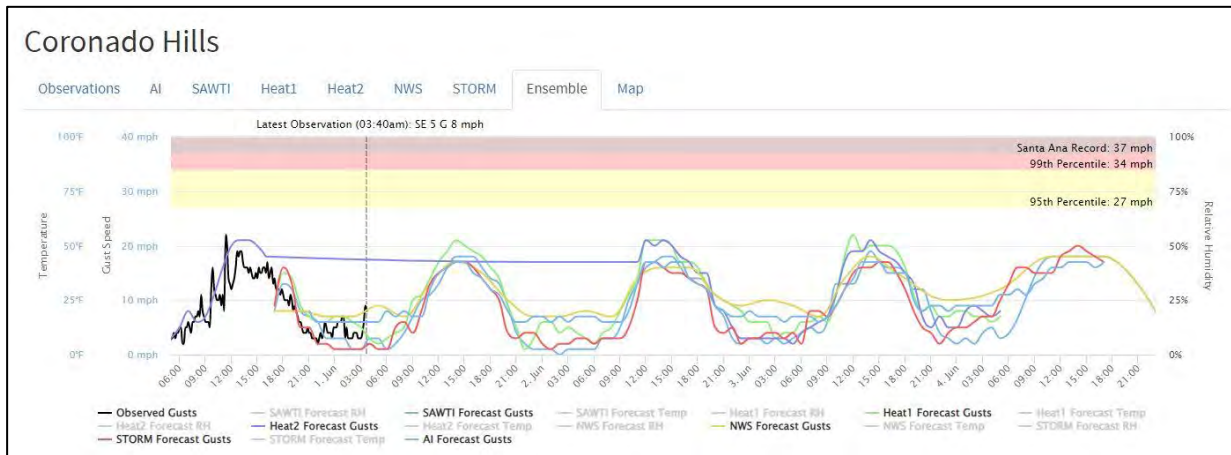 Coronado Hills
Observations AI SAWTI Heat1 Heat2 NWS STORM Ensemble Map
Latest Observation (03:40am): SE 5 G 8 mph
100°F 40 mph 100%
Santa Ana Record: 37 mph
99th Percentile: 34 mph
75°F 30 mph 75%
95th Percentile: 27 mph
Temperature
Gust Speed
Relative Humidity
50°F 20 mph 50%
25°F 10 mph 25%
0°F 0 mph 0%
06:00 09:00 12:00 15:00 18:00 21:00 1. Jun 03:00 06:00 09:00 12:00 15:00 18:00 21:00 2. Jun 03:00 06:00 09:00 12:00 15:00 18:00 21:00 3. Jun 03:00 06:00 09:00 12:00 15:00 18:00 21:00 4. Jun 03:00 06:00 09:00 12:00 15:00 18:00 21:00
Observed Gusts SAWTI Forecast RH SAWTI Forecast Gusts SAWTI Forecast Temp Heat1 Forecast RH Heat1 Forecast Gusts Heat1 Forecast Temp
Heat2 Forecast RH Heat2 Forecast Gusts Heat2 Forecast Temp NWS Forecast RH NWS Forecast Gusts NWS Forecast Temp STORM Forecast RH
STORM Forecast Gusts STORM Forecast Temp AI Forecast Gusts